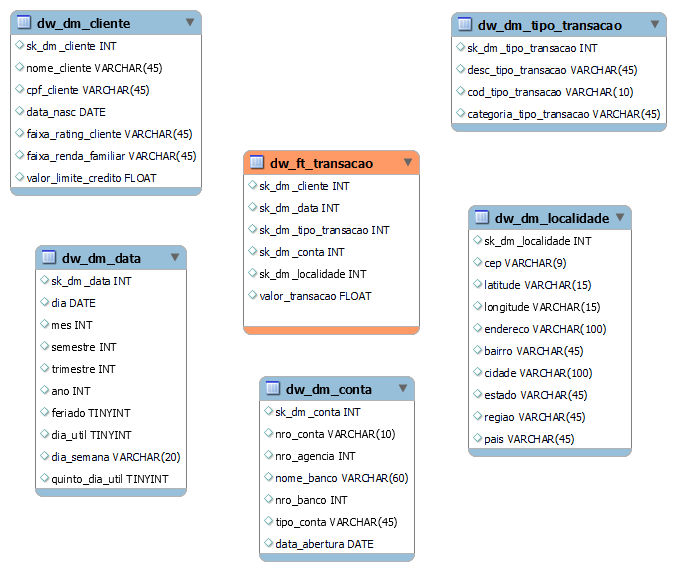 dw_dm_cliente
sk_dm_cliente INT
nome_cliente VARCHAR(45)
cpf_cliente VARCHAR(45)
data_nasc DATE
faixa_rating_cliente VARCHAR(45)
faixa_renda_familiar VARCHAR(45)
valor_limite_credito FLOAT
dw_dm_tipo_transacao
sk_dm_tipo_transacao INT
desc_tipo_transacao VARCHAR(45)
cod_tipo_transacao VARCHAR(10)
categoria_tipo_transacao VARCHAR(45)
dw_ft_transacao
sk_dm_cliente INT
sk_dm_data INT
sk_dm_tipo_transacao INT
sk_dm_conta INT
sk_dm_localidade INT
valor_transacao FLOAT
dw_dm_localidade
sk_dm_localidade INT
cep VARCHAR(9)
latitude VARCHAR(15)
longitude VARCHAR(15)
endereco VARCHAR(100)
bairro VARCHAR(45)
cidade VARCHAR(100)
estado VARCHAR(45)
regiao VARCHAR(45)
pais VARCHAR(45)
dw_dm_data
sk_dm_data INT
dia DATE
mes INT
semestre INT
trimestre INT
ano INT
feriado TINYINT
dia_util TINYINT
dia_semana VARCHAR(20)
quinto_dia_util TINYINT
dw_dm_conta
sk_dm_conta INT
nro_conta VARCHAR(10)
nro_agencia INT
nome_banco VARCHAR(60)
nro_banco INT
tipo_conta VARCHAR(45)
data_abertura DATE